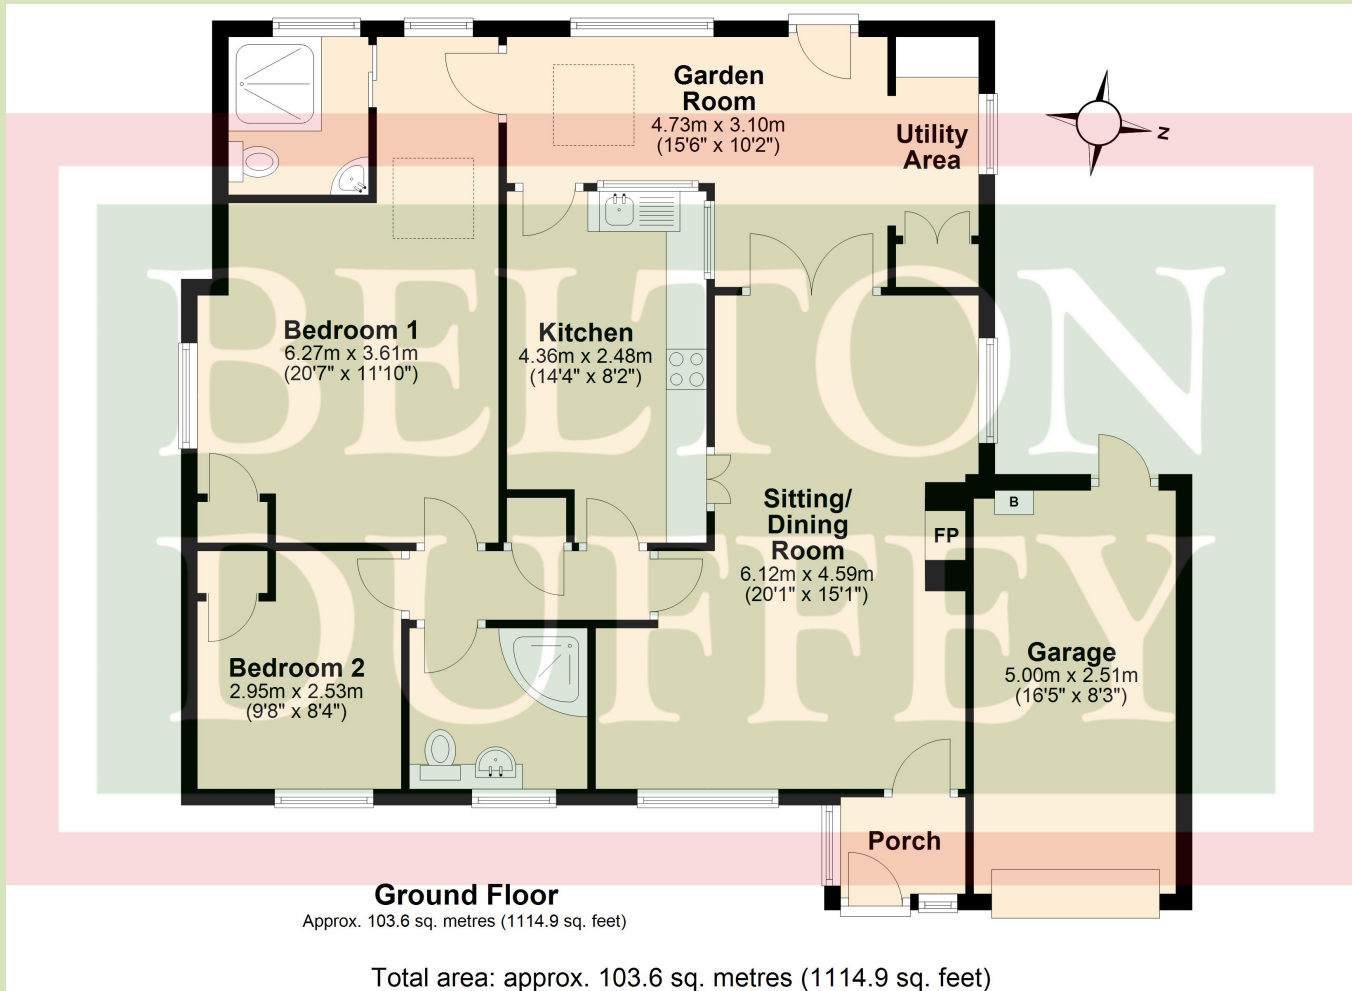 Garden
Room
4.73m x 3.10m
(15'6" x 10'2")
Utility
Area
N
Bedroom 1
6.27m x 3.61m
(20'7" x 11'10")
Kitchen
4.36m x 2.48m
(14'4" x 8'2")
BELTON
Sitting/
Dining
Room
6.12m x 4.59m
(20'1" x 15'1")
FP
B
DUFFEY
Bedroom 2
2.95m x 2.53m
(9'8" x 8'4")
Garage
5.00m x 2.51m
(16'5" x 8'3")
Porch
Ground Floor
Approx. 103.6 sq. metres (1114.9 sq. feet)
Total area: approx. 103.6 sq. metres (1114.9 sq. feet)